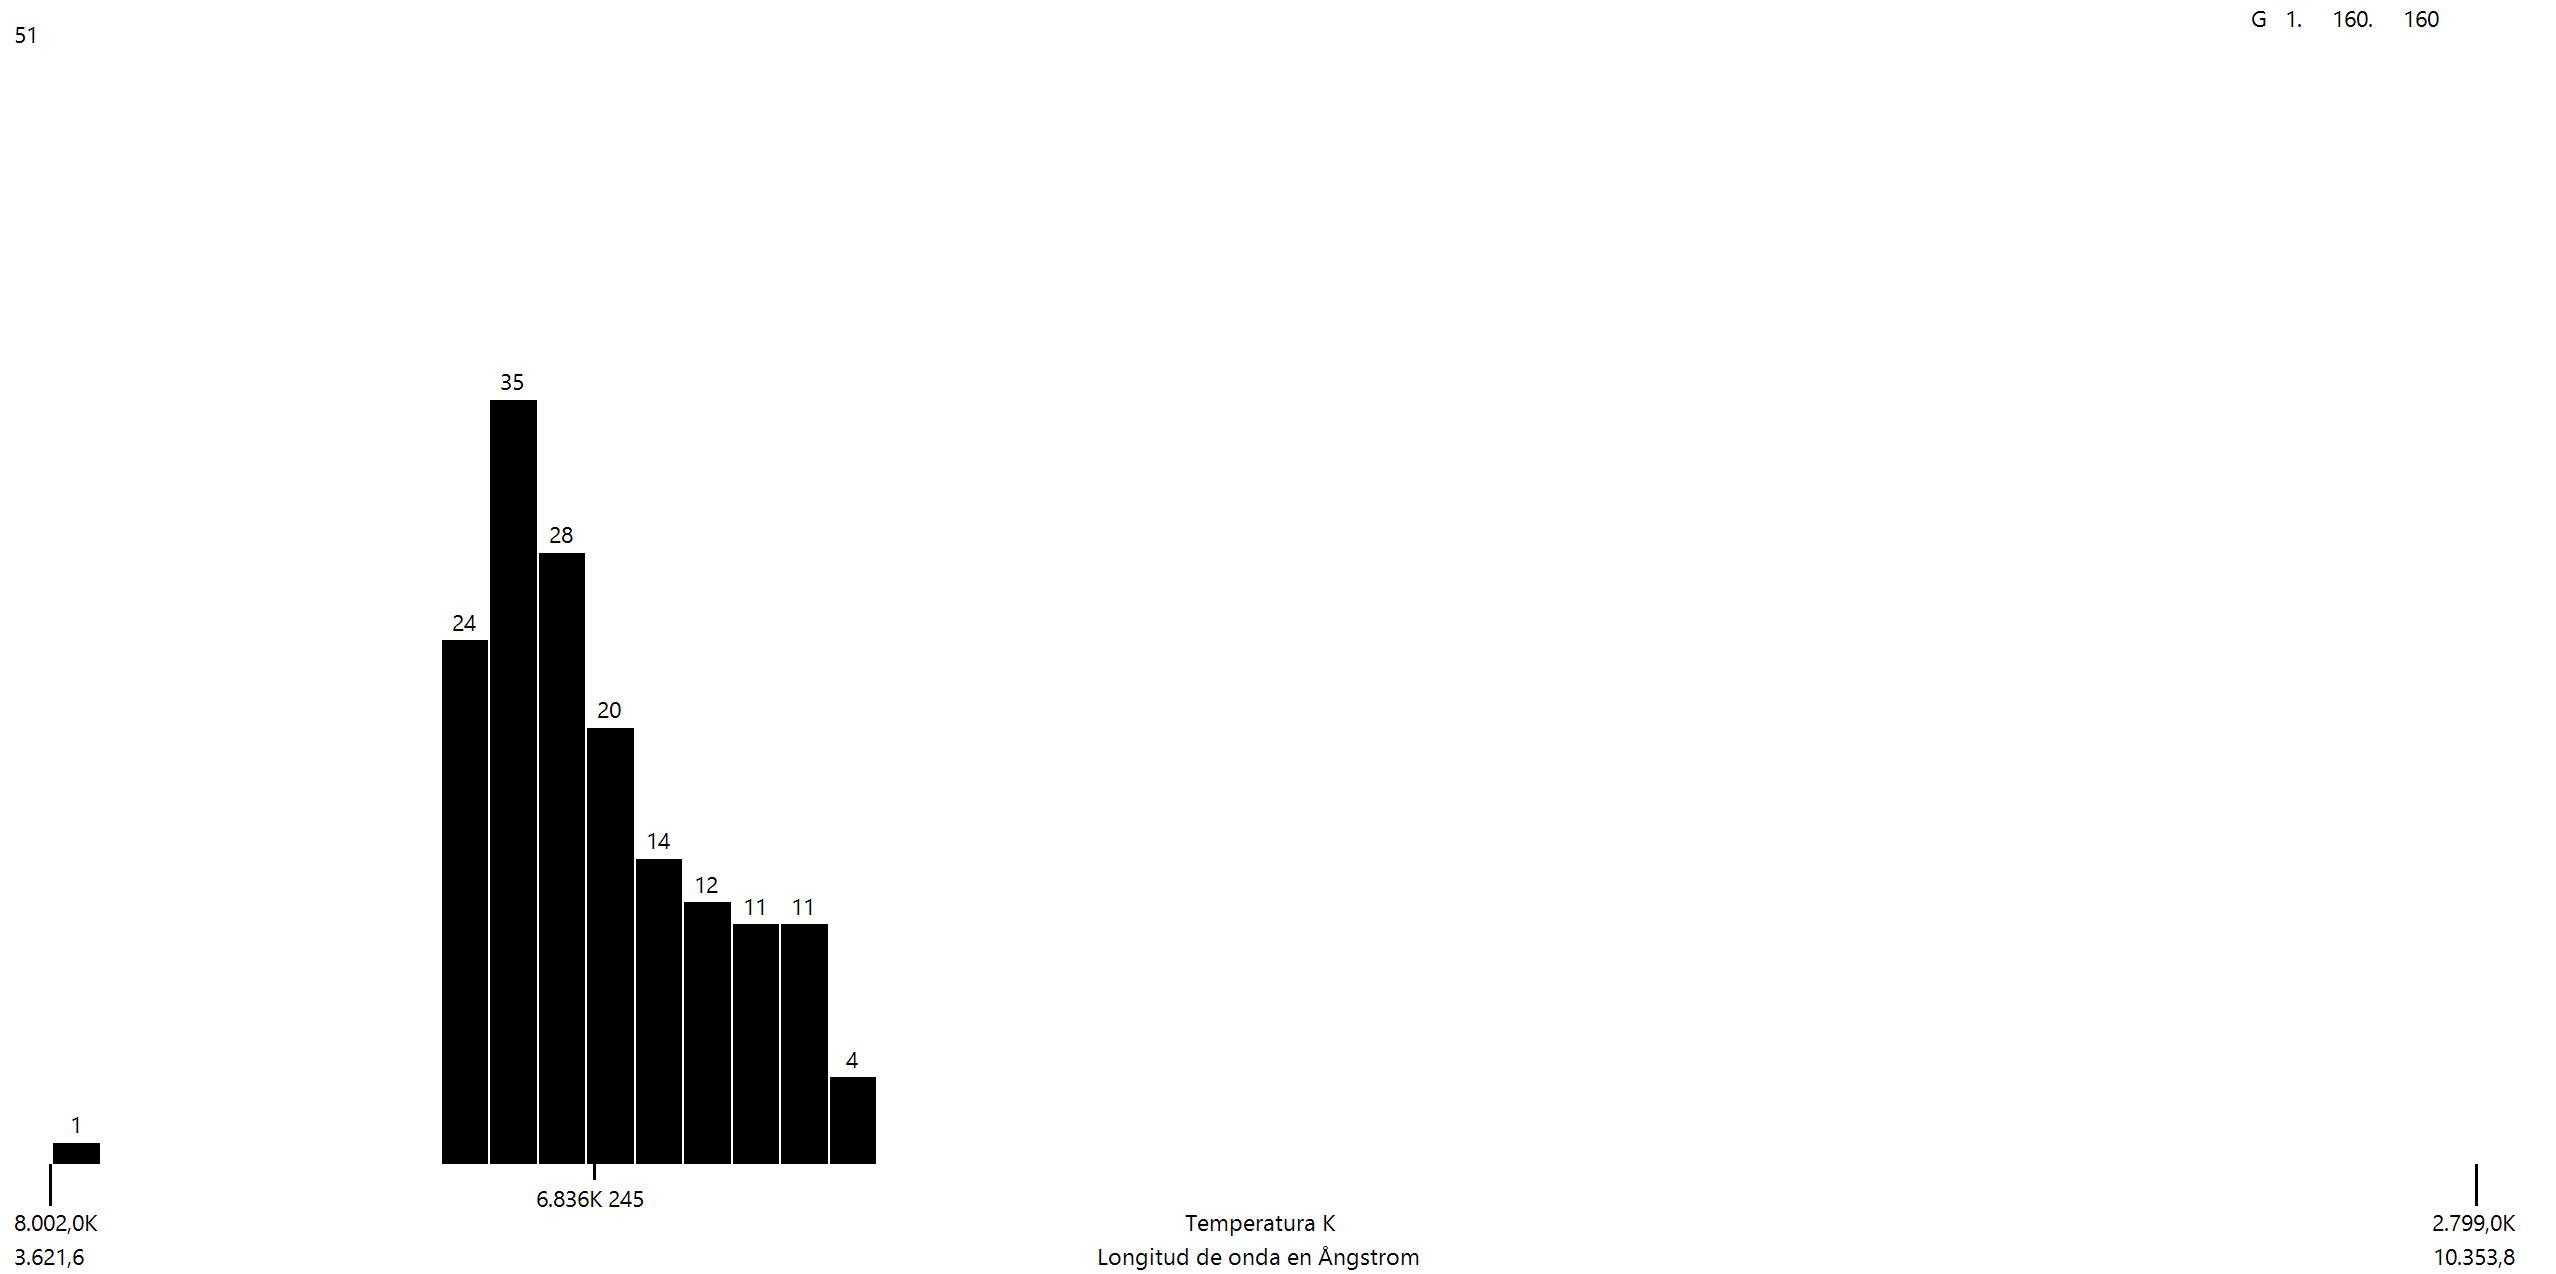 G 1. 160. 160
51
35
28
24
20
14
12
11 11
4
1
6.836K 245
8.002,0K Temperatura K 2.799,0K
3.621,6 Longitud de onda en Ångstrom 10.353,8